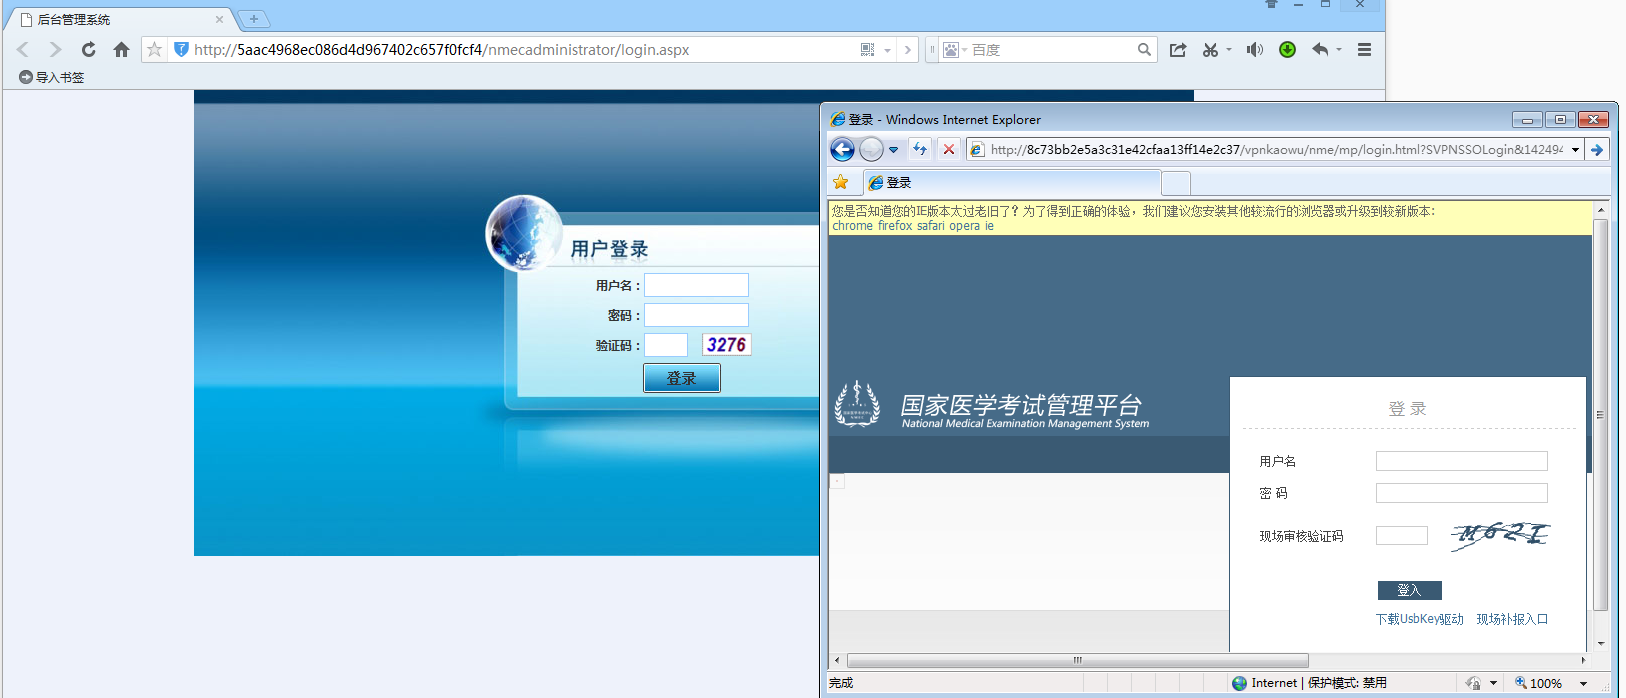 后台管理系统
http://5aac4968ec086d4d967402c657f0fcf4/nmecadministrator/login.aspx
百度
导入书签
用户登录
用户名：
密码：
验证码：
3276
登录
登录 - Windows Internet Explorer
http://8c73bb2e5a3c31e42cfaa13ff14e2c37/vpnkaowu/nme/mp/login.html?SVPNSSOLogin&142494
登录
您是否知道您的IE版本太过老旧了？为了得到正确的体验，我们建议您安装其他较流行的浏览器或升级到较新版本：
chrome firefox safari opera ie
国家医学考试管理平台
National Medical Examination Management System
登 录
用户名
密 码
现场审核验证码
M62I
登入
下载UsbKey驱动 现场补报入口
完成
Internet | 保护模式: 禁用
100%